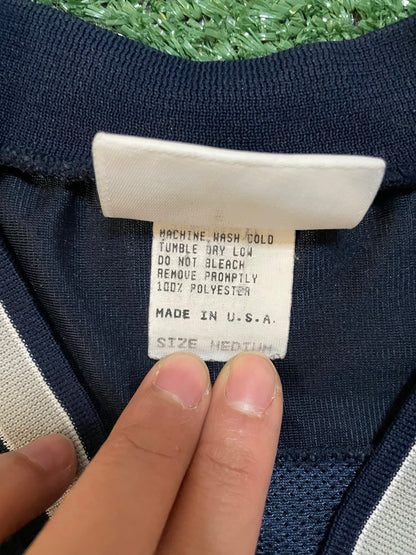 MACHINE WASH COLD
TUMBLE DRY LOW
DO NOT BLEACH
REMOVE PROMPTLY
100% POLYESTER
MADE IN U.S.A.
SIZE MEDIUM